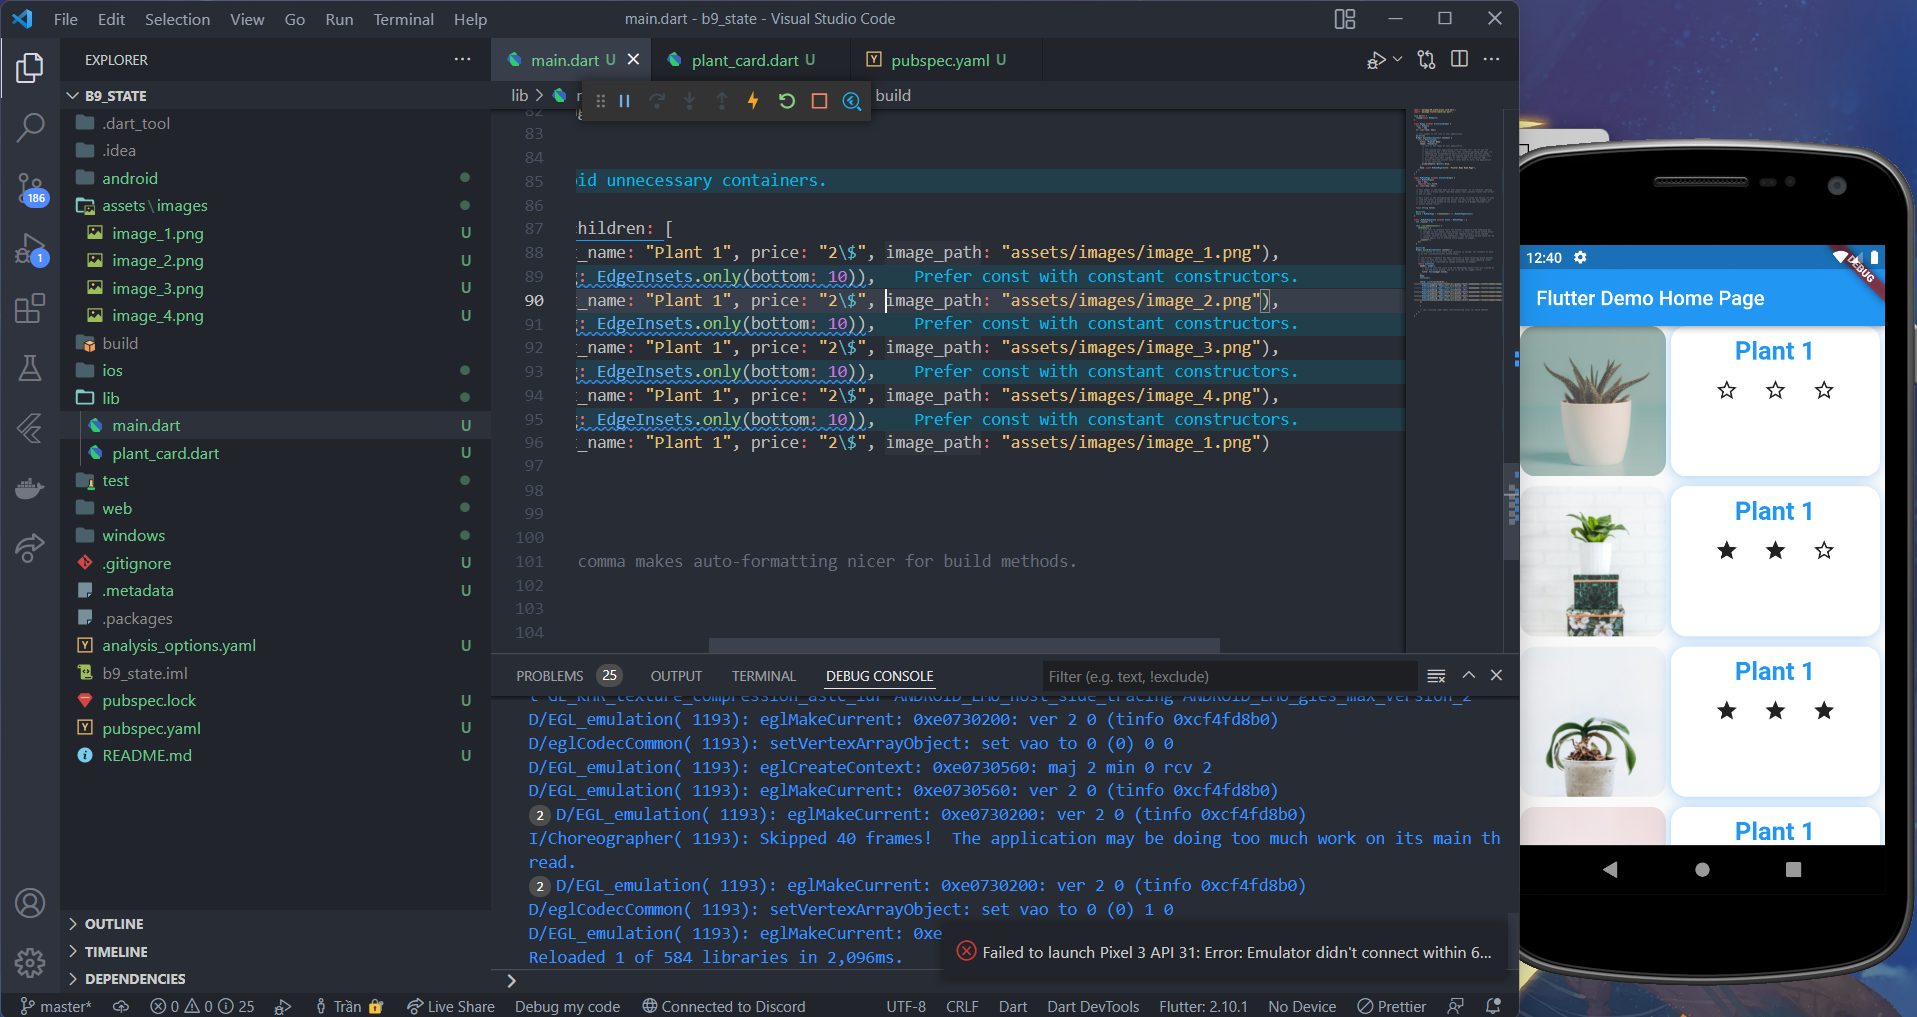 File Edit Selection View Go Run Terminal Help
main.dart - b9_state - Visual Studio Code
EXPLORER
B9_STATE
.dart_tool
.idea
android
assets\images
image_1.png U
image_2.png U
image_3.png U
image_4.png U
build
ios
lib
main.dart U
plant_card.dart U
test
web
windows
.gitignore U
.metadata U
.packages
analysis_options.yaml U
b9_state.iml
pubspec.lock U
pubspec.yaml U
README.md U
OUTLINE
TIMELINE
DEPENDENCIES
186
1
main.dart U
plant_card.dart U
pubspec.yaml U
lib
build
82
83
84
85 oid unnecessary containers.
86
87 children: [
88 t_name: "Plant 1", price: "2\$", image_path: "assets/images/image_1.png"),
89 g: EdgeInsets.only(bottom: 10)), Prefer const with constant constructors.
90 t_name: "Plant 1", price: "2\$", image_path: "assets/images/image_2.png"),
91 g: EdgeInsets.only(bottom: 10)), Prefer const with constant constructors.
92 t_name: "Plant 1", price: "2\$", image_path: "assets/images/image_3.png"),
93 g: EdgeInsets.only(bottom: 10)), Prefer const with constant constructors.
94 t_name: "Plant 1", price: "2\$", image_path: "assets/images/image_4.png"),
95 g: EdgeInsets.only(bottom: 10)), Prefer const with constant constructors.
96 t_name: "Plant 1", price: "2\$", image_path: "assets/images/image_1.png")
97
98
99
100
101 comma makes auto-formatting nicer for build methods.
102
103
104
PROBLEMS 25 OUTPUT TERMINAL DEBUG CONSOLE
Filter (e.g. text, !exclude)
t GL_KHR_texture_compression_astc_ldr ANDROID_EMU_host_side_tracing ANDROID_EMU_gles_max_version_2
D/EGL_emulation( 1193): eglMakeCurrent: 0xe0730200: ver 2 0 (tinfo 0xcf4fd8b0)
D/eglCodecCommon( 1193): setVertexArrayObject: set vao to 0 (0) 0 0
D/EGL_emulation( 1193): eglCreateContext: 0xe0730560: maj 2 min 0 rcv 2
D/EGL_emulation( 1193): eglMakeCurrent: 0xe0730560: ver 2 0 (tinfo 0xcf4fd8b0)
2 D/EGL_emulation( 1193): eglMakeCurrent: 0xe0730200: ver 2 0 (tinfo 0xcf4fd8b0)
I/Choreographer( 1193): Skipped 40 frames!  The application may be doing too much work on its main th
read.
2 D/EGL_emulation( 1193): eglMakeCurrent: 0xe0730200: ver 2 0 (tinfo 0xcf4fd8b0)
D/eglCodecCommon( 1193): setVertexArrayObject: set vao to 0 (0) 1 0
D/EGL_emulation( 1193): eglMakeCurrent: 0xe
Reloaded 1 of 584 libraries in 2,096ms.
Failed to launch Pixel 3 API 31: Error: Emulator didn't connect within 6...
master* 0 0 25 Trần Live Share Debug my code Connected to Discord UTF-8 CRLF Dart Dart DevTools Flutter: 2.10.1 No Device Prettier
12:40
DEBUG
Flutter Demo Home Page
Plant 1
Plant 1
Plant 1
Plant 1